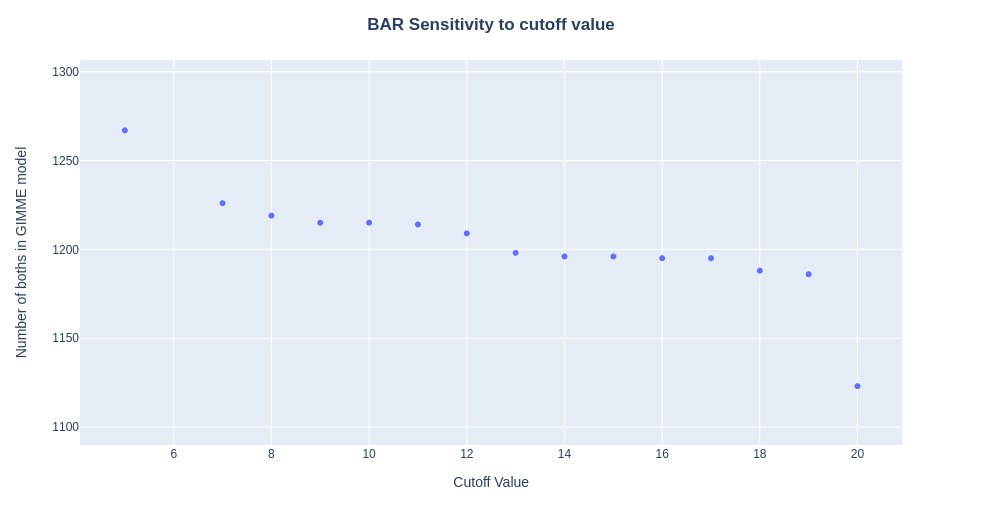 BAR Sensitivity to cutoff value
Number of boths in GIMME model
1300
1250
1200
1150
1100
6 8 10 12 14 16 18 20
Cutoff Value